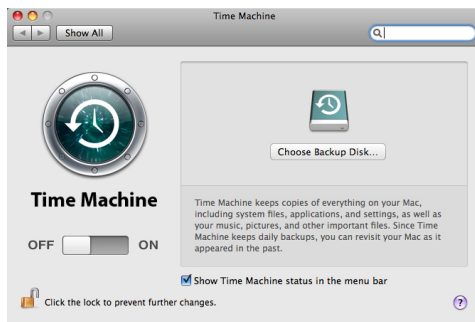 Time Machine
Show All
Choose Backup Disk...
Time Machine
Time Machine keeps copies of everything on your Mac,
including system files, applications, and settings, as well as
your music, pictures, and other important files. Since Time
Machine keeps daily backups, you can revisit your Mac as it
appeared in the past.
OFF ON
Show Time Machine status in the menu bar
Click the lock to prevent further changes.
?